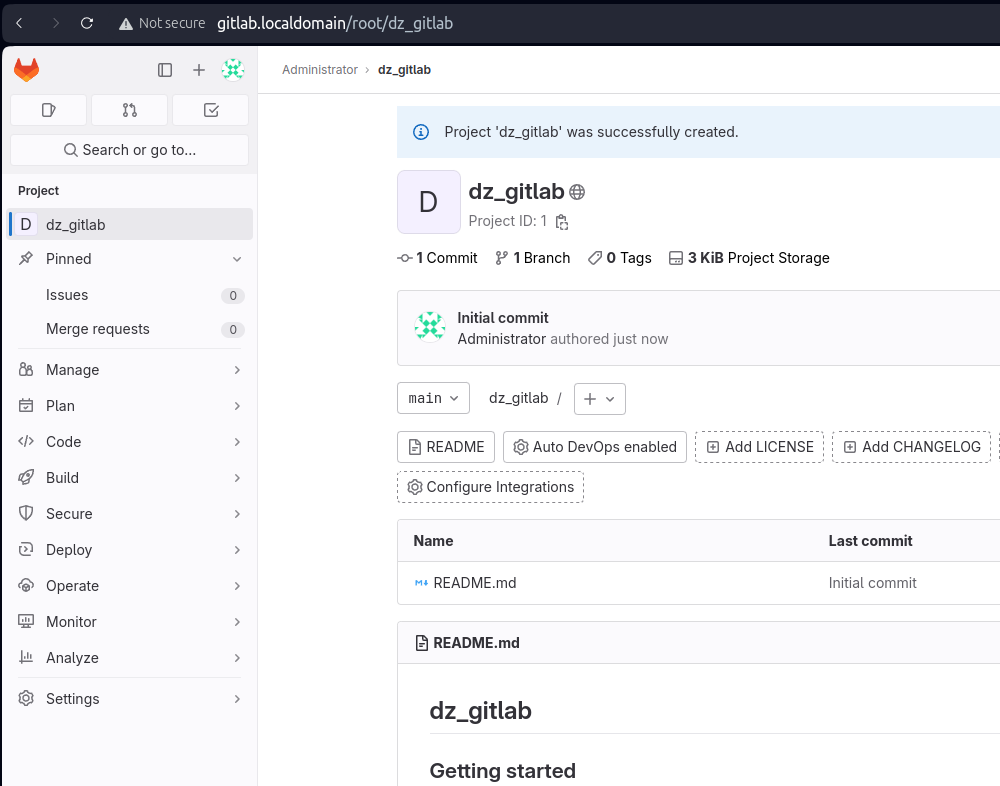 Not secure gitlab.localdomain/root/dz_gitlab
Search or go to...
Project
D dz_gitlab
Pinned
Issues 0
Merge requests 0
Manage
Plan
Code
Build
Secure
Deploy
Operate
Monitor
Analyze
Settings
Administrator › dz_gitlab
Project 'dz_gitlab' was successfully created.
D
dz_gitlab
Project ID: 1
1 Commit 1 Branch 0 Tags 3 KiB Project Storage
Initial commit
Administrator authored just now
main dz_gitlab / +
README Auto DevOps enabled Add LICENSE Add CHANGELOG
Configure Integrations
Name Last commit
README.md Initial commit
README.md
dz_gitlab
Getting started